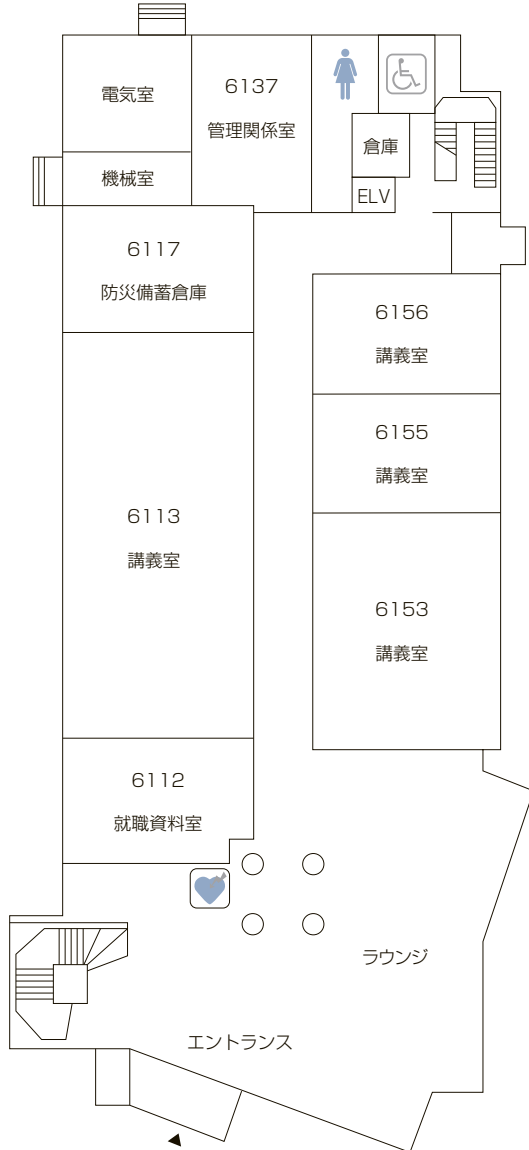 電気室
6137
管理関係室
倉庫
機械室
ELV
6117
防災備蓄倉庫
6156
講義室
6155
講義室
6113
講義室
6153
講義室
6112
就職資料室
ラウンジ
エントランス